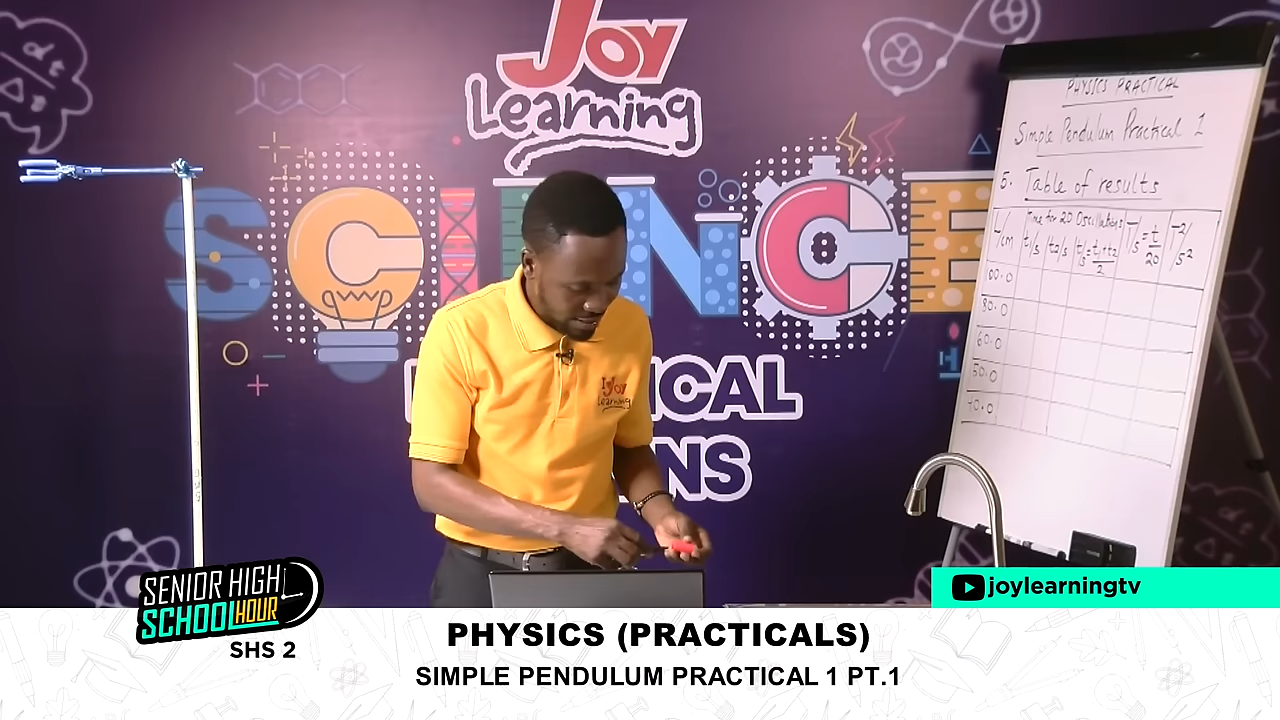 Joy
Learning
SCIENCE
PHYSICS PRACTICAL
Simple Pendulum Practical 1
5. Table of results
L/cm
Time for 20 Oscillations
t1/s
t2/s
t/s=t1+t2/2
T/s=t/20
T2/s2
00.0
80.0
60.0
50.0
40.0
ICAL
NS
Joy
Learning
SENIOR HIGH
SCHOOL HOUR
SHS 2
joylearningtv
PHYSICS (PRACTICALS)
SIMPLE PENDULUM PRACTICAL 1 PT.1